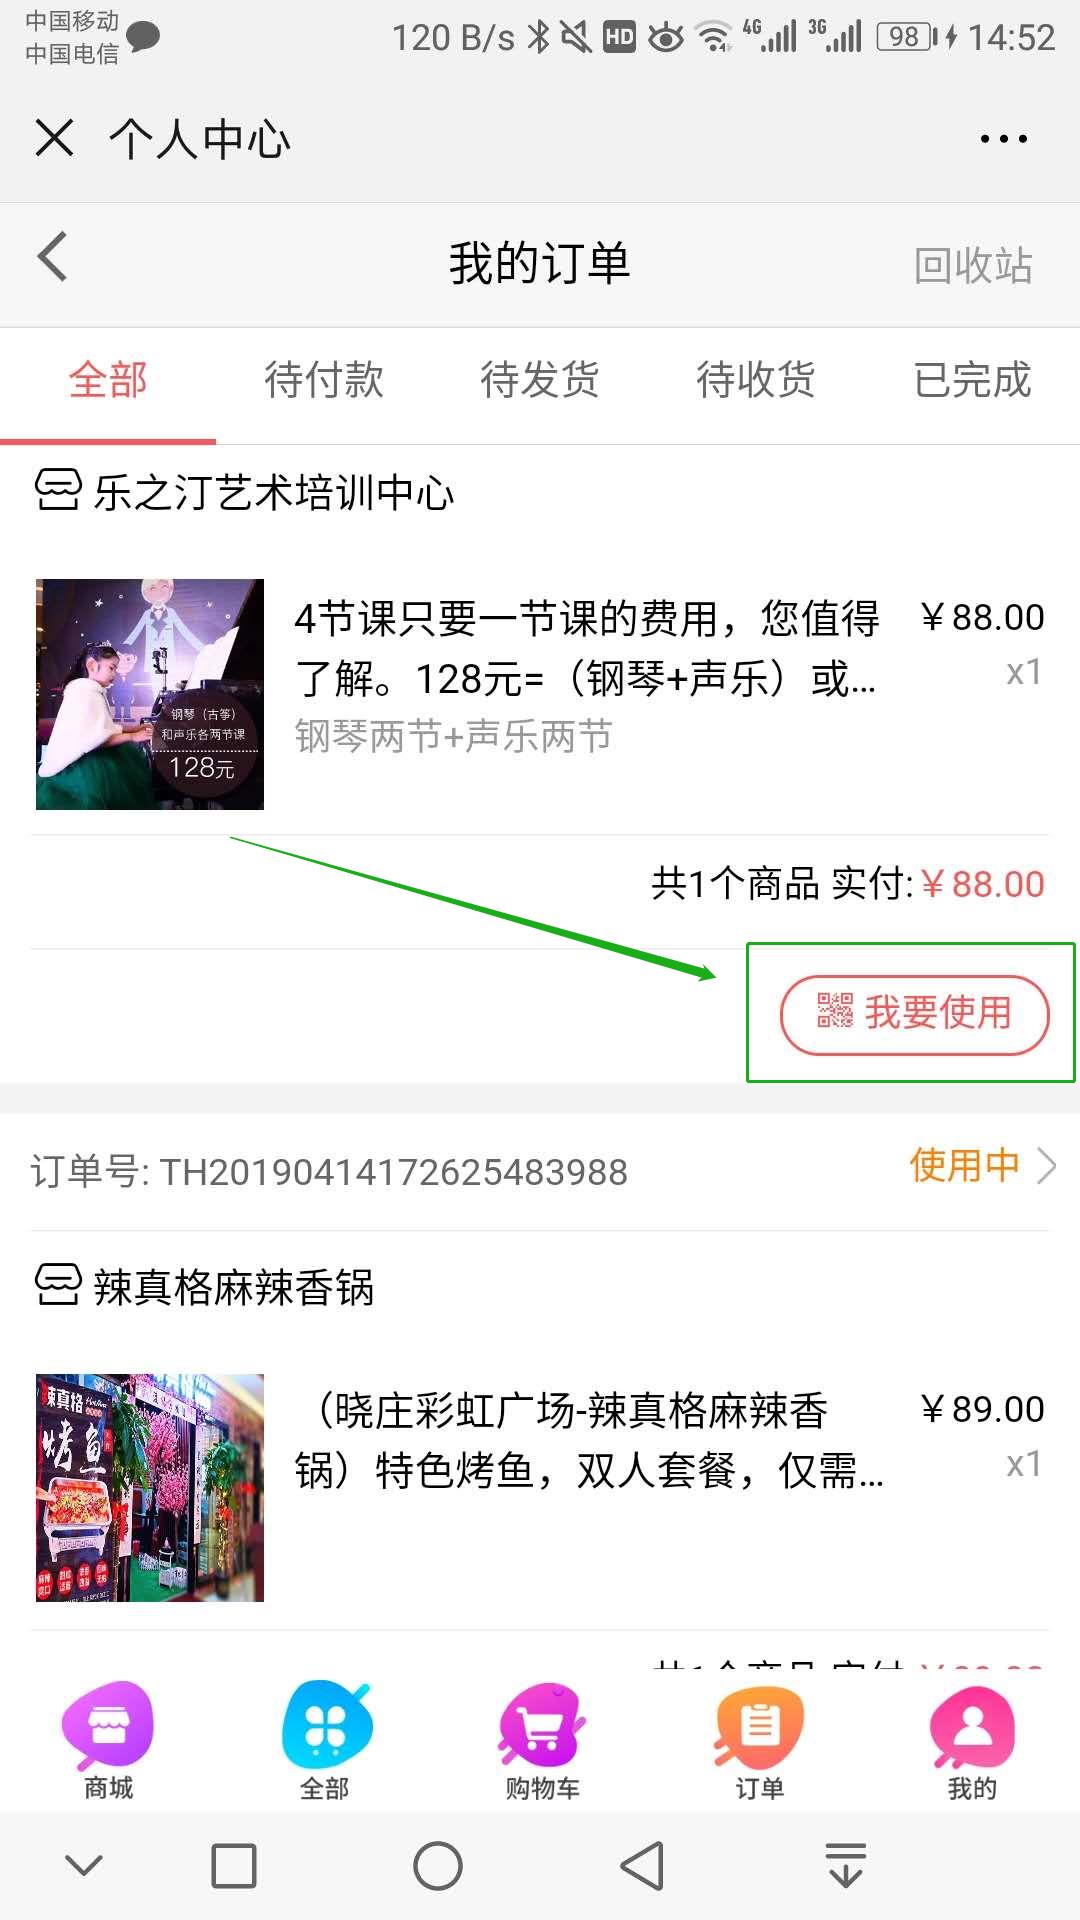 中国移动
中国电信
120 B/s HD 4G 3G 98 14:52
个人中心
我的订单 回收站
全部 待付款 待发货 待收货 已完成
乐之汀艺术培训中心
4节课只要一节课的费用，您值得 ￥88.00
了解。128元=（钢琴+声乐）或... x1
钢琴两节+声乐两节
钢琴（古筝）
和声乐各两节课
128元
共1个商品 实付:￥88.00
我要使用
订单号: TH20190414172625483988 使用中
辣真格麻辣香锅
辣真格
烤鱼
（晓庄彩虹广场-辣真格麻辣香 ￥89.00
锅）特色烤鱼，双人套餐，仅需... x1
商城 全部 购物车 订单 我的